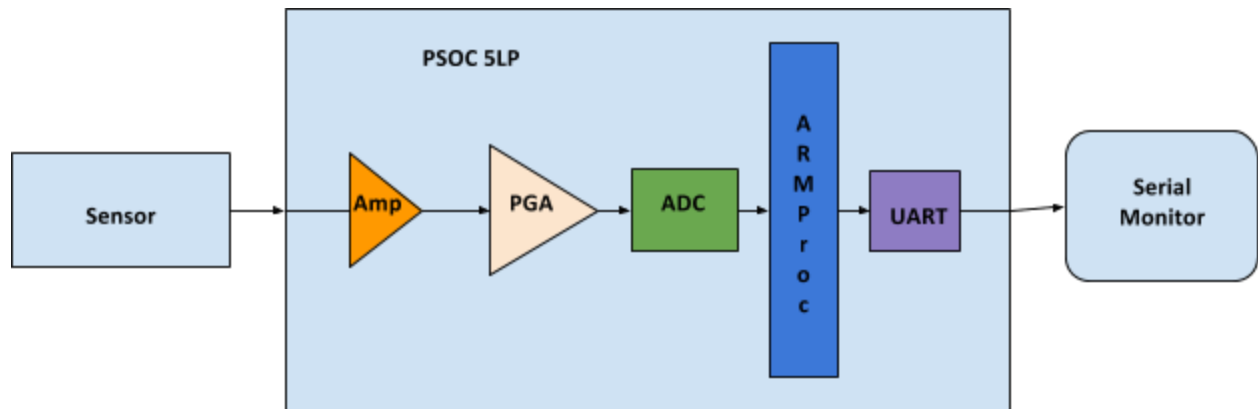 PSOC 5LP
Sensor
Amp
PGA
ADC
A
R
M
P
r
o
c
UART
Serial
Monitor